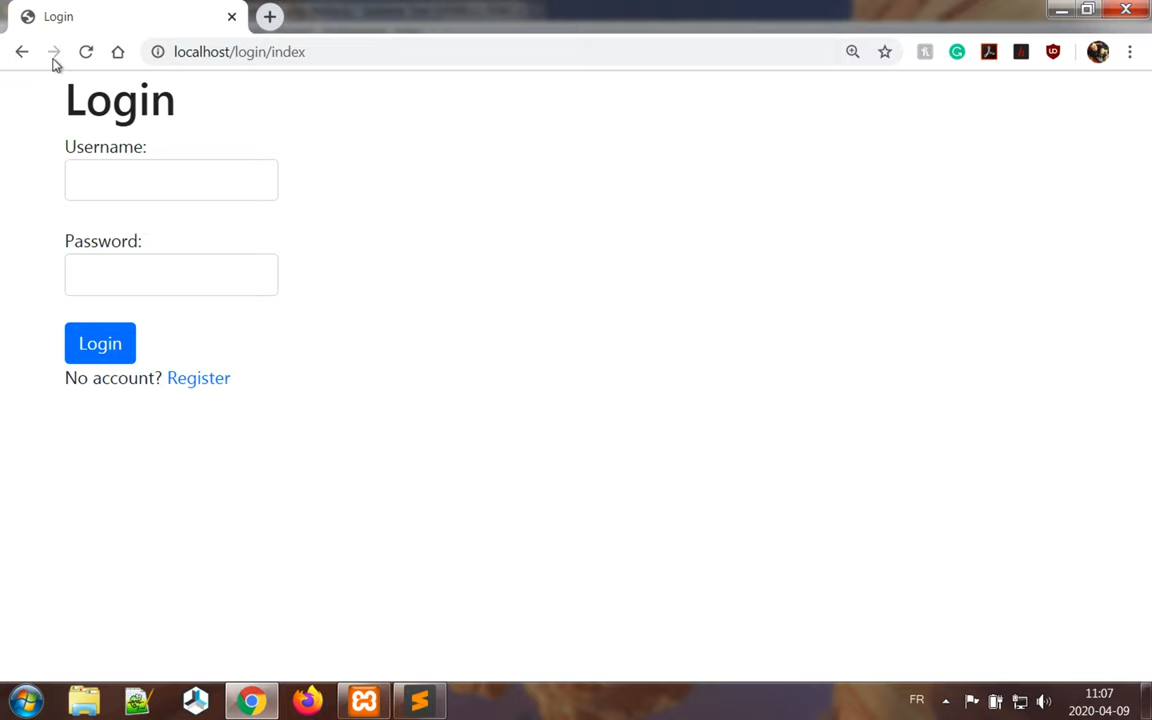 Login
localhost/login/index
Login
Username:
Password:
Login
No account? Register
FR
11:07
2020-04-09